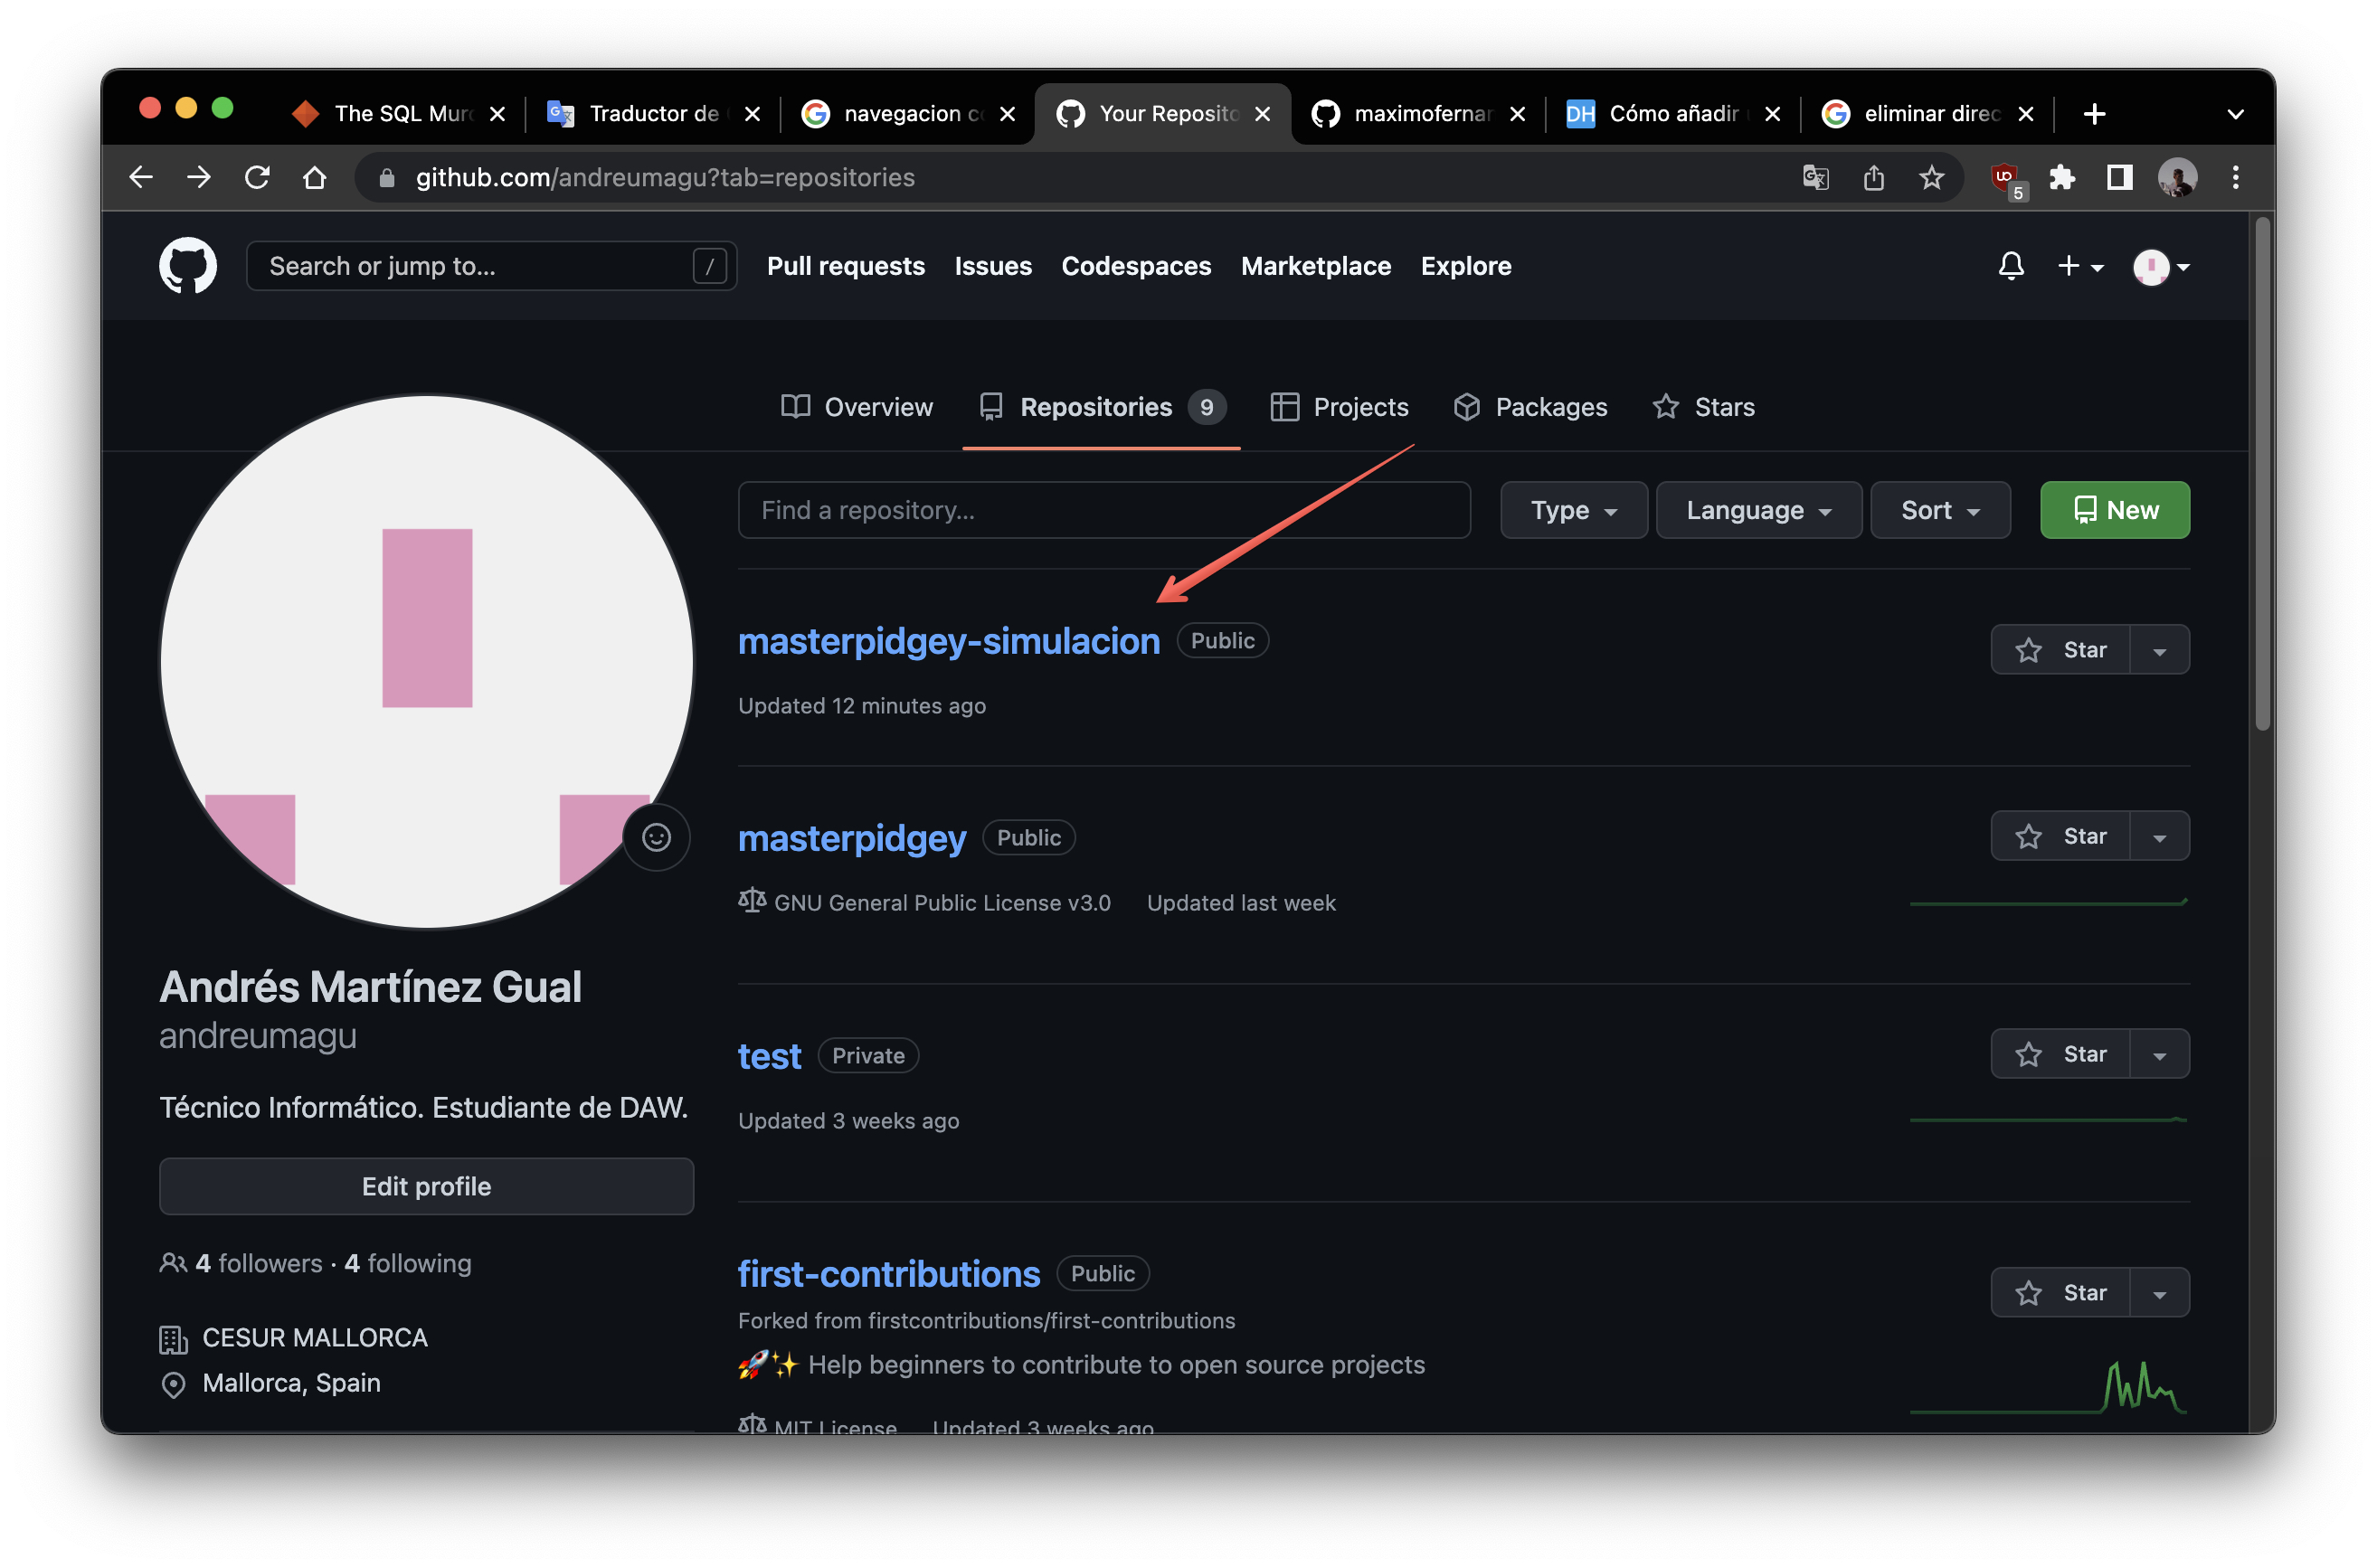 The SQL Mur
Traductor de
navegacion c
Your Reposito
maximofernar
DH Cómo añadir
eliminar direc
github.com/andreumagu?tab=repositories
5
Search or jump to... /
Pull requests Issues Codespaces Marketplace Explore
Overview Repositories 9 Projects Packages Stars
Find a repository... Type Language Sort New
masterpidgey-simulacion Public
Star
Updated 12 minutes ago
masterpidgey Public
Star
GNU General Public License v3.0 Updated last week
test Private
Star
Updated 3 weeks ago
first-contributions Public
Star
Forked from firstcontributions/first-contributions
🚀✨ Help beginners to contribute to open source projects
MIT License Updated 3 weeks ago
Andrés Martínez Gual
andreumagu
Técnico Informático. Estudiante de DAW.
Edit profile
4 followers · 4 following
CESUR MALLORCA
Mallorca, Spain